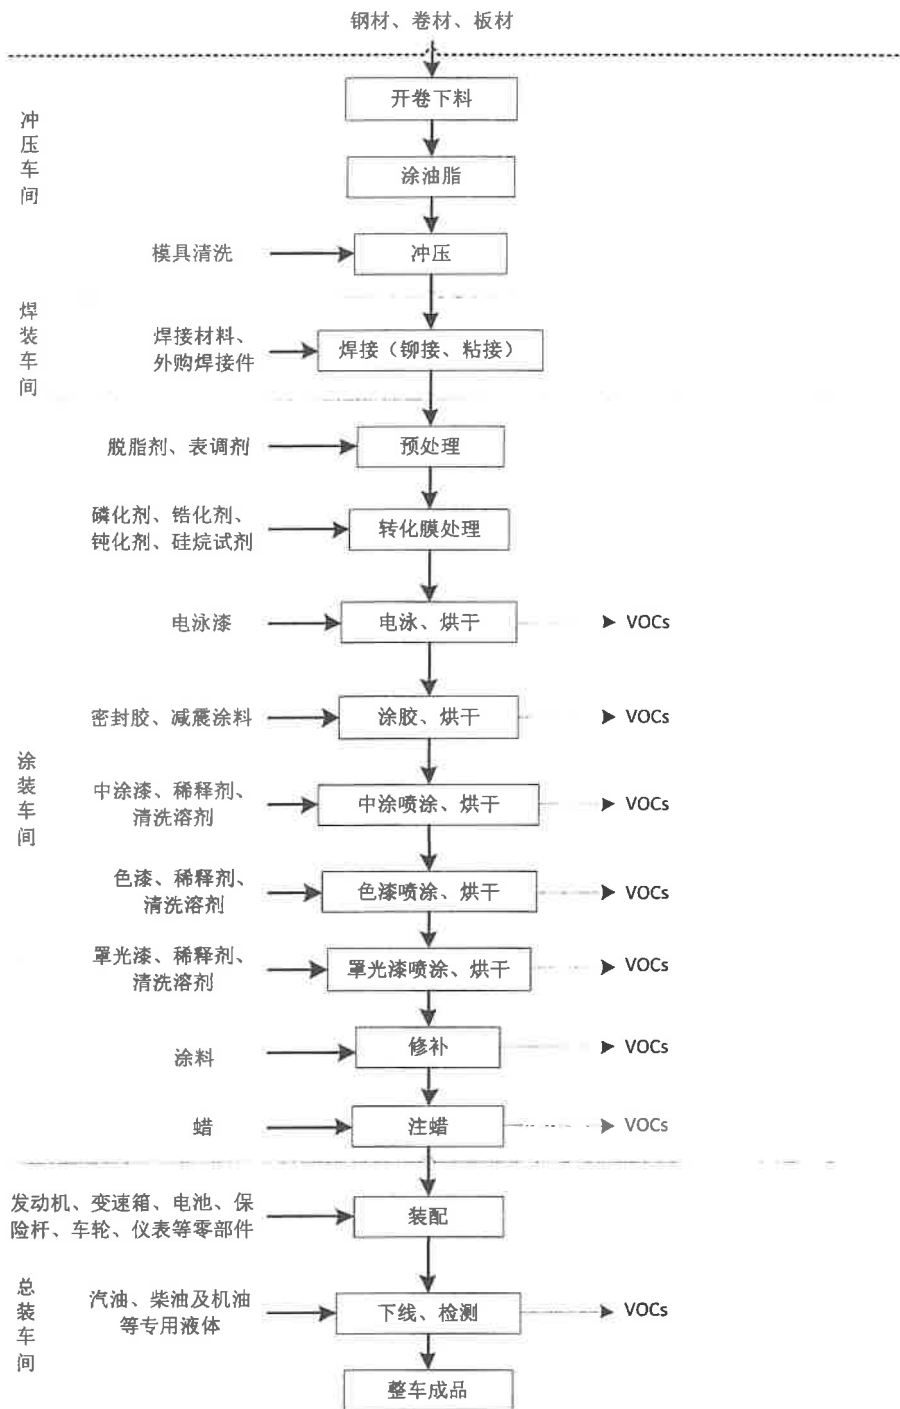 钢材、卷材、板材
冲压车间
开卷下料
涂油脂
模具清洗
冲压
焊装车间
焊接材料、
外购焊接件
焊接（铆接、粘接）
脱脂剂、表调剂
预处理
磷化剂、锆化剂、
钝化剂、硅烷试剂
转化膜处理
电泳漆
电泳、烘干
VOCs
密封胶、减震涂料
涂胶、烘干
VOCs
涂装车间
中涂漆、稀释剂、
清洗溶剂
中涂喷涂、烘干
VOCs
色漆、稀释剂、
清洗溶剂
色漆喷涂、烘干
VOCs
罩光漆、稀释剂、
清洗溶剂
罩光漆喷涂、烘干
VOCs
涂料
修补
VOCs
蜡
注蜡
VOCs
发动机、变速箱、电池、保
险杆、车轮、仪表等零部件
装配
总装车间
汽油、柴油及机油
等专用液体
下线、检测
VOCs
整车成品